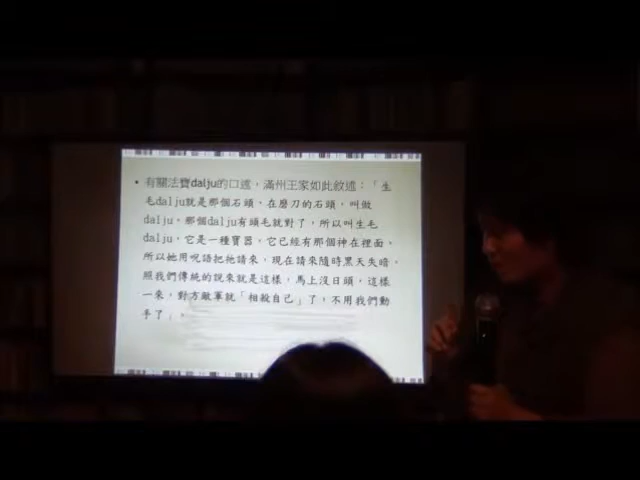 • 有關法寶dalju的口述，滿州王家如此敘述：「生
毛dalju就是那個石頭，在磨刀的石頭，叫做
dalju。那個dalju有頭毛就對了，所以叫生毛
dalju，它是一種寶器，它已經有那個神在裡面，
所以她用呪語把祂請來，現在請來隨時黑天失暗。
照我們傳統的說來就是這樣，馬上沒日頭，這樣
一來，對方敵軍就「相殺自己」了，不用我們動
手了」。